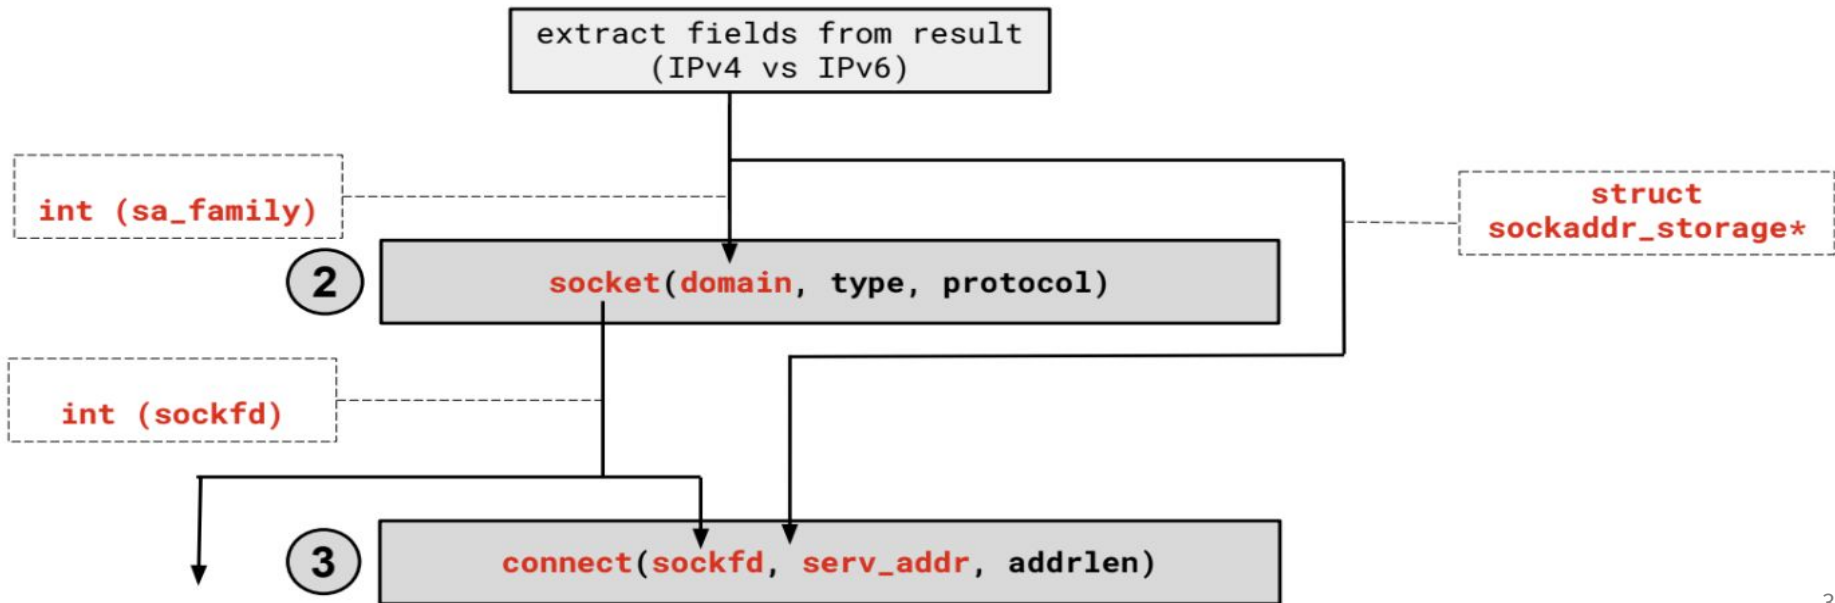 extract fields from result
(IPv4 vs IPv6)
int (sa_family)
struct
sockaddr_storage*
2
socket(domain, type, protocol)
int (sockfd)
3
connect(sockfd, serv_addr, addrlen)